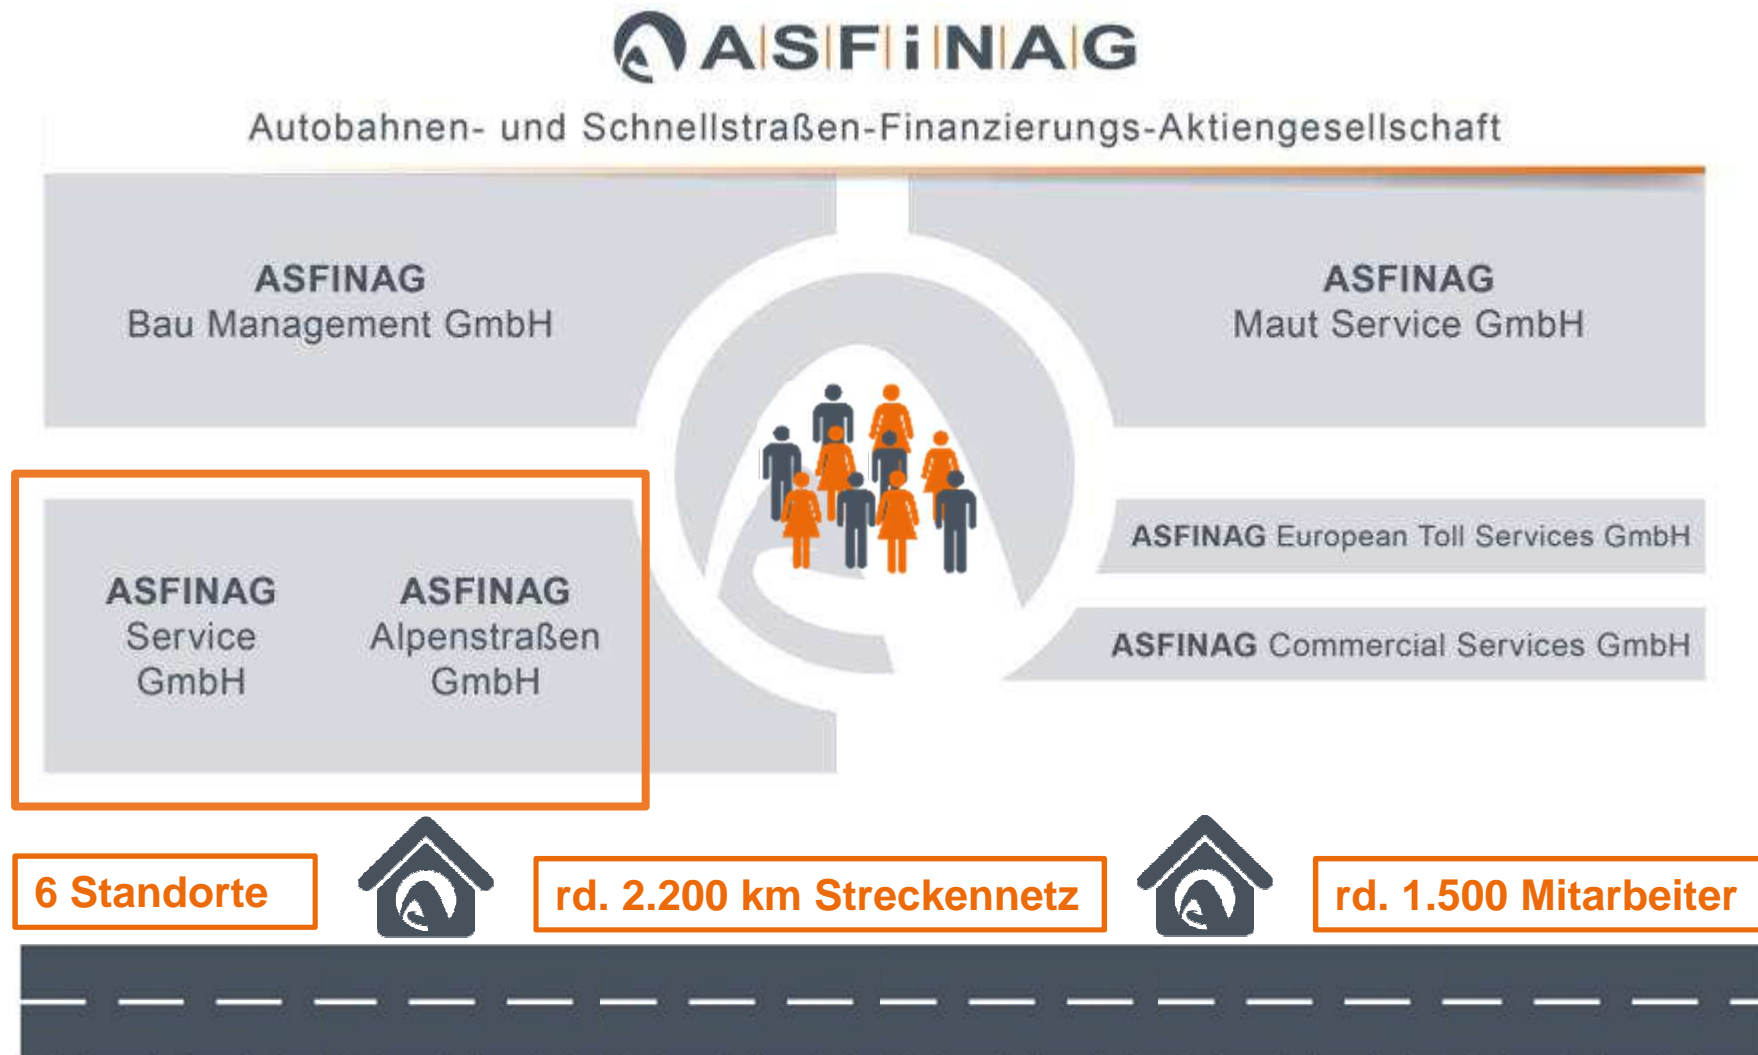 ASFiNAG
Autobahnen- und Schnellstraßen-Finanzierungs-Aktiengesellschaft
ASFINAG
Bau Management GmbH
ASFINAG
Maut Service GmbH
ASFINAG
Service
GmbH
ASFINAG
Alpenstraßen
GmbH
ASFINAG European Toll Services GmbH
ASFINAG Commercial Services GmbH
6 Standorte
rd. 2.200 km Streckennetz
rd. 1.500 Mitarbeiter